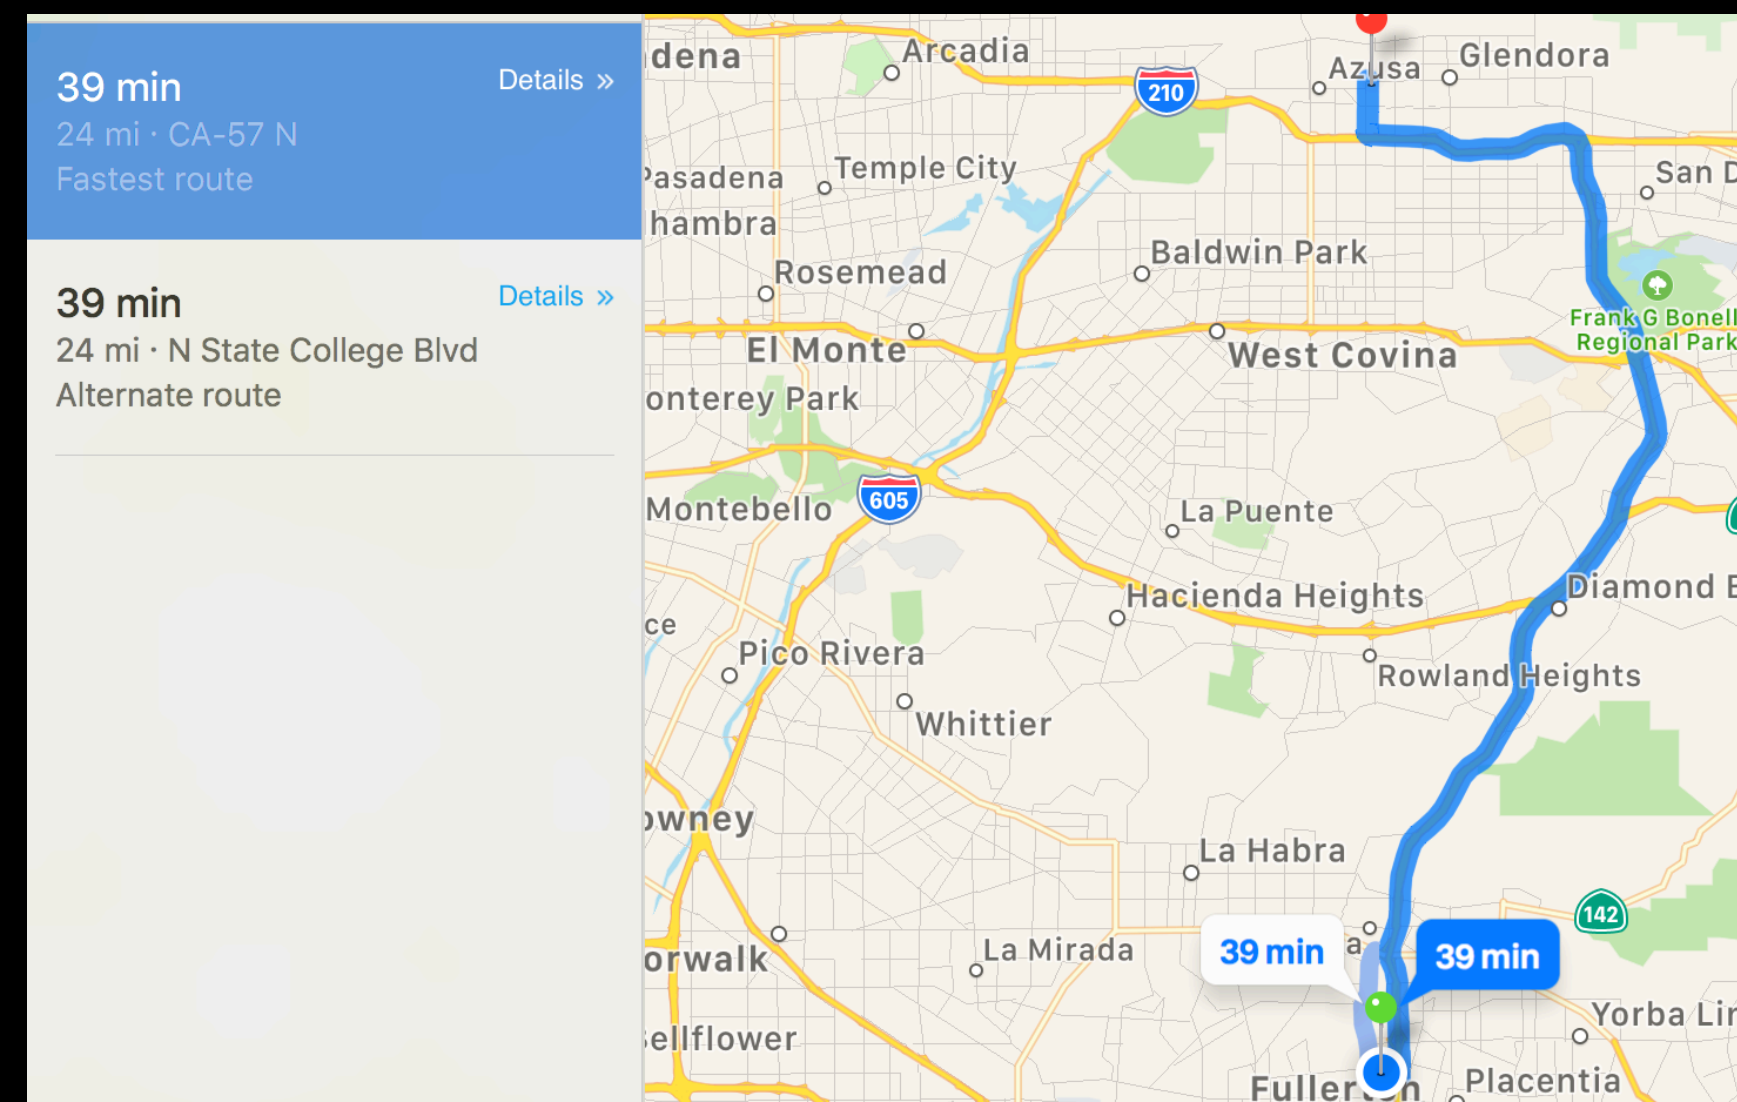 39 min
Details »
24 mi · CA-57 N
Fastest route
39 min
Details »
24 mi · N State College Blvd
Alternate route
dena
Arcadia
Azusa
Glendora
210
Pasadena
Temple City
San D
hambra
Rosemead
Baldwin Park
Frank G Bonell
Regional Park
El Monte
West Covina
onterey Park
605
Montebello
La Puente
ce
Hacienda Heights
Diamond B
Pico Rivera
Rowland Heights
Whittier
owney
La Habra
142
orwalk
La Mirada
39 min
a
39 min
Bellflower
Yorba Lin
Fullerton
Placentia